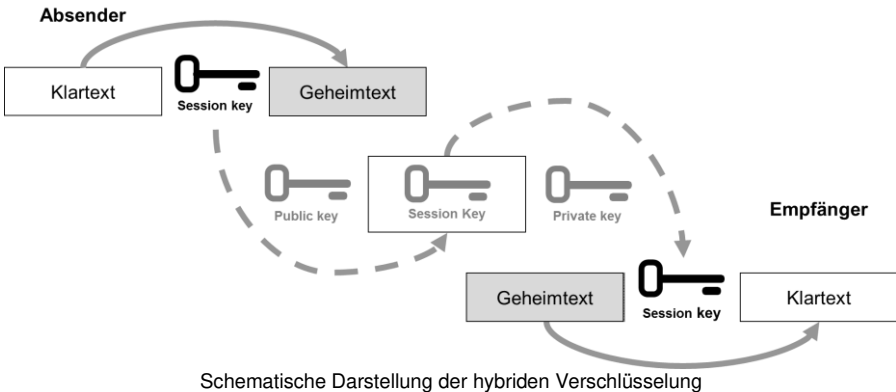 Absender
Klartext
Session key
Geheimtext
Public key
Session Key
Private key
Empfänger
Geheimtext
Session key
Klartext
Schematische Darstellung der hybriden Verschlüsselung